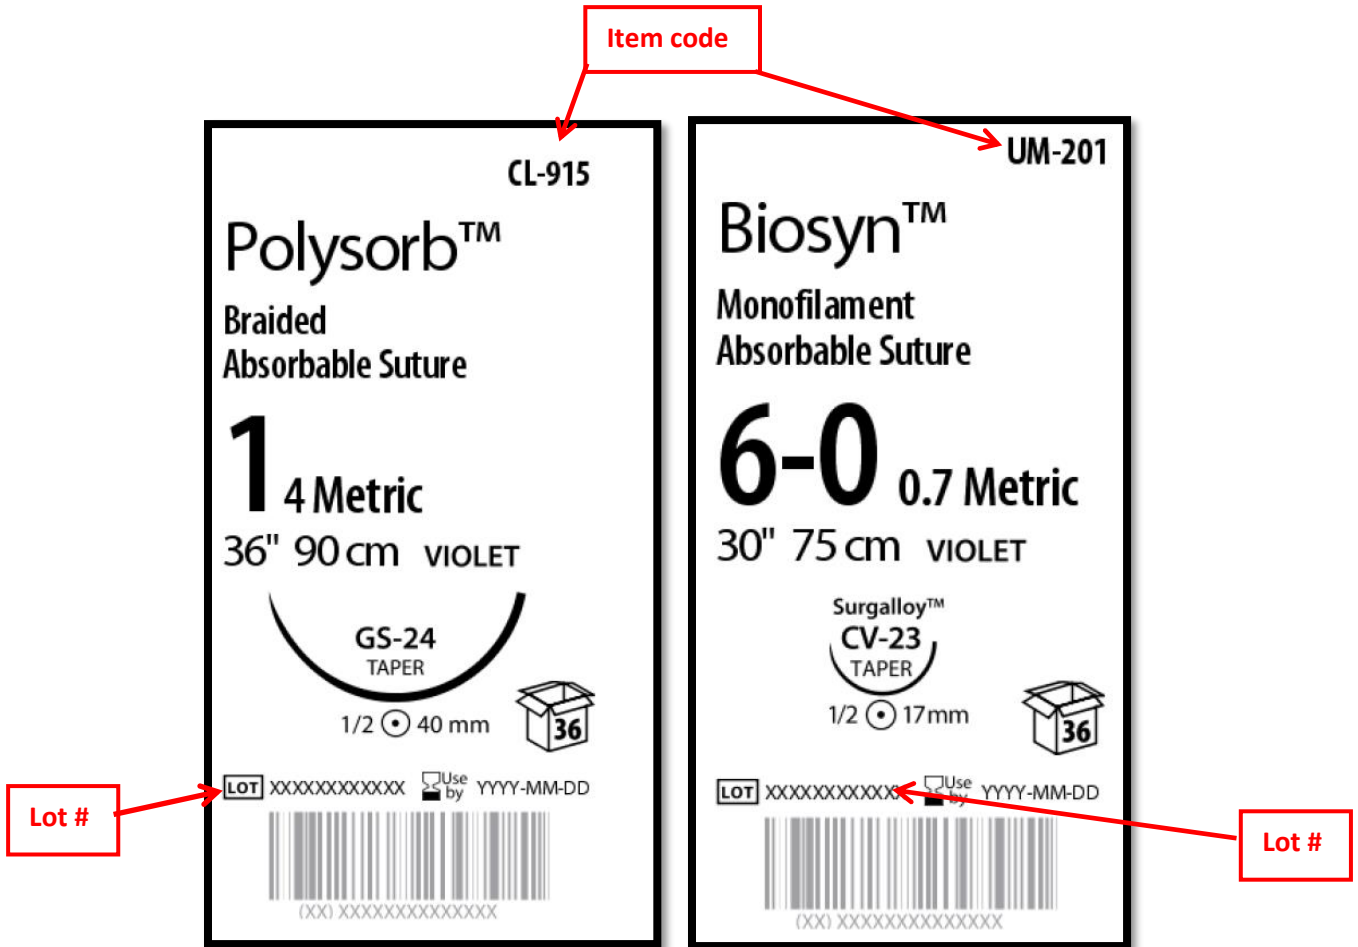 Item code
CL-915
Polysorb™
Braided
Absorbable Suture
1 4 Metric
36" 90 cm VIOLET
GS-24
TAPER
1/2 40 mm
36
LOT XXXXXXXXXXXX Use by YYYY-MM-DD
(XX) XXXXXXXXXXXXXX
Lot #
UM-201
Biosyn™
Monofilament
Absorbable Suture
6-0 0.7 Metric
30" 75 cm VIOLET
Surgalloy™
CV-23
TAPER
1/2 17mm
36
LOT XXXXXXXXXXXX Use by YYYY-MM-DD
(XX) XXXXXXXXXXXXXX
Lot #